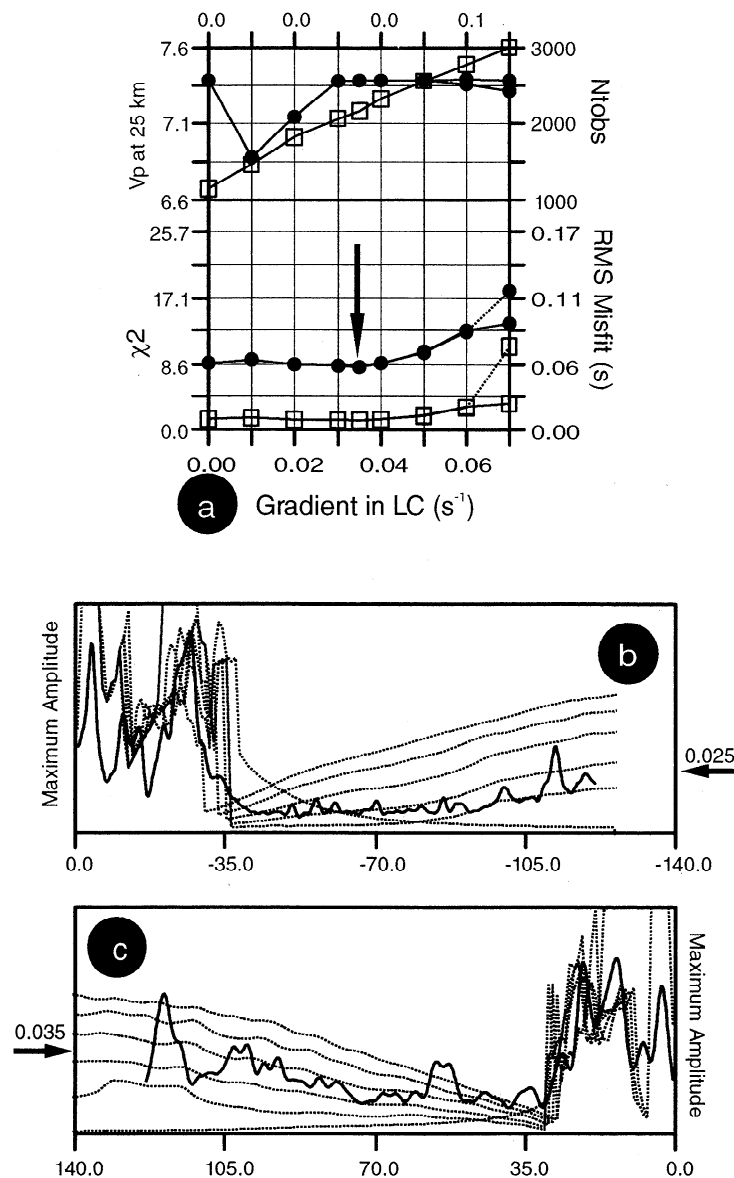 0.0 0.0 0.0 0.1
7.6 3000
7.1 2000
6.6 1000
Vp at 25 km
Ntobs
25.7 0.17
17.1 0.11
8.6 0.06
0.0 0.00
χ2
RMS Misfit (s)
0.00 0.02 0.04 0.06
a Gradient in LC (s⁻¹)
Maximum Amplitude
b
0.025
0.0 -35.0 -70.0 -105.0 -140.0
c
Maximum Amplitude
0.035
140.0 105.0 70.0 35.0 0.0